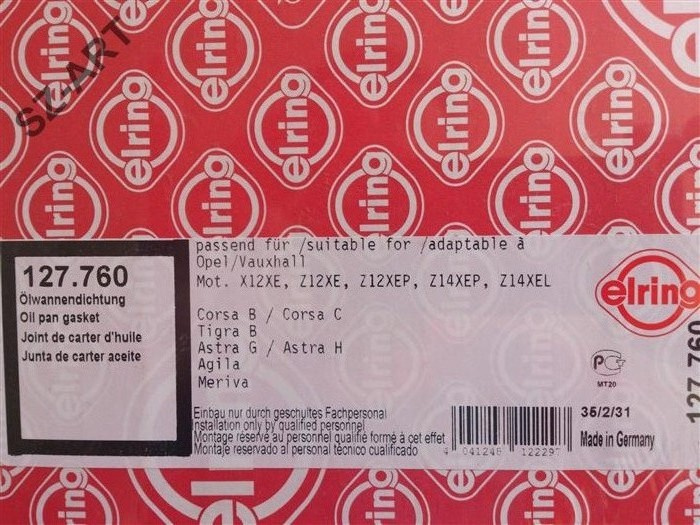 SZ-ART
elring
127.760
Ölwannendichtung
Oil pan gasket
Joint de carter d'huile
Junta de carter aceite
passend für /suitable for /adaptable à
Opel/Vauxhall
Mot. X12XE, Z12XE, Z12XEP, Z14XEP, Z14XEL
Corsa B / Corsa C
Tigra B
Astra G / Astra H
Agila
Meriva
Einbau nur durch geschultes Fachpersonal
Installation only by qualified personnel
Montage réservé au personnel qualifié formé à cet effet
Montaje reservado al personal técnico cualificado
4 041248 122297
elring
MT20
35/2/31
Made in Germany
127.760